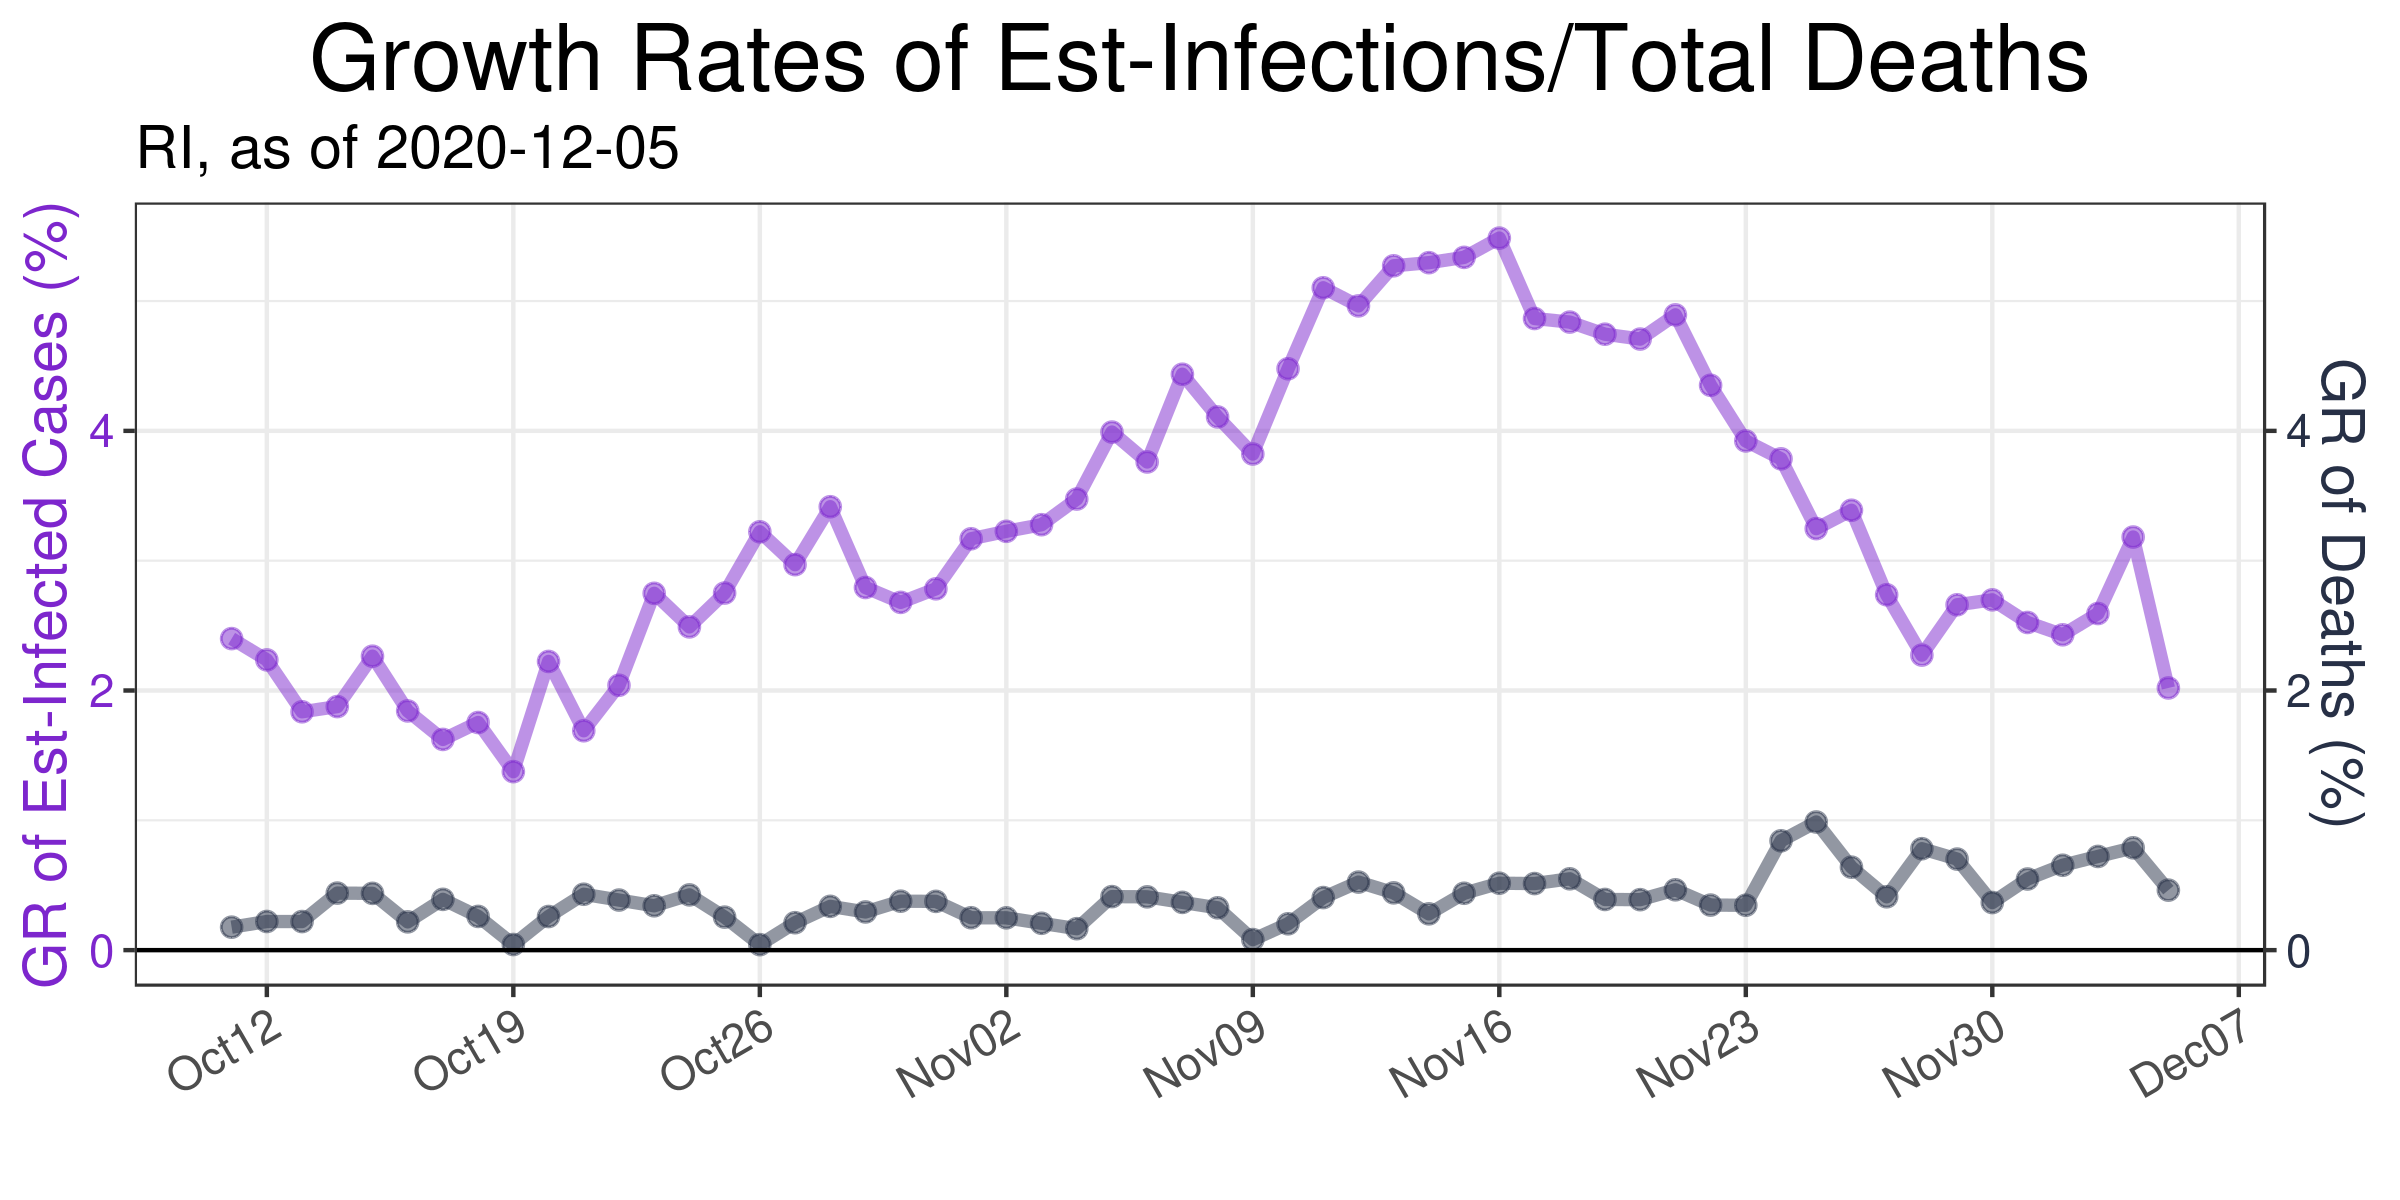 Growth Rates of Est-Infections/Total Deaths
RI, as of 2020-12-05
GR of Est-Infected Cases (%)
4
2
0
4
2
0
GR of Deaths (%)
Oct12
Oct19
Oct26
Nov02
Nov09
Nov16
Nov23
Nov30
Dec07